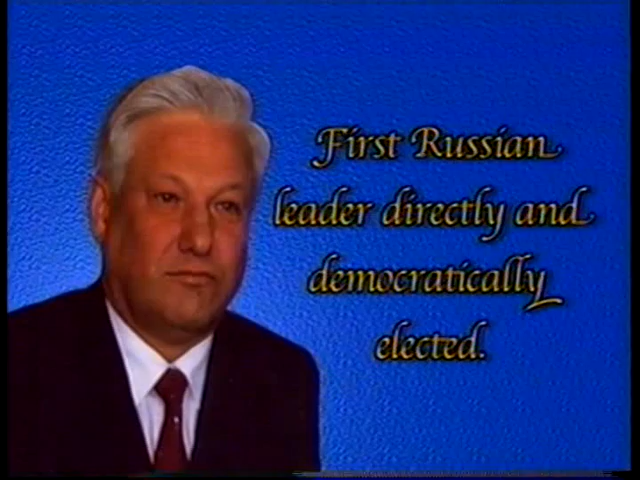 First Russian
leader directly and
democratically
elected.